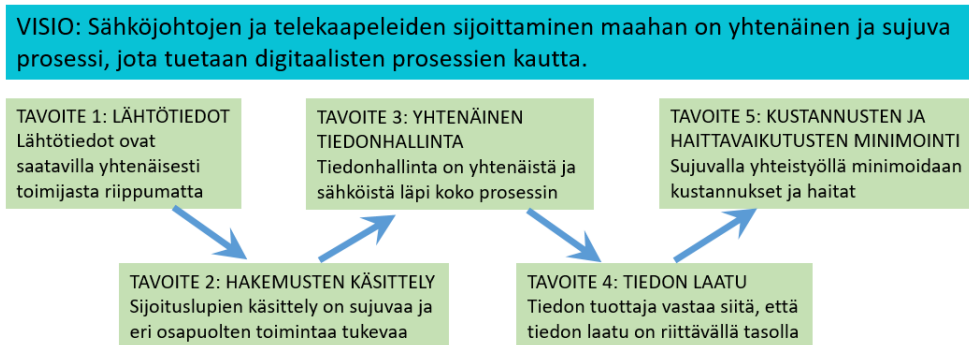 VISIO: Sähköjohtojen ja telekaapeleiden sijoittaminen maahan on yhtenäinen ja sujuva
prosessi, jota tuetaan digitaalisten prosessien kautta.
TAVOITE 1: LÄHTÖTIEDOT
Lähtötiedot ovat
saatavilla yhtenäisesti
toimijasta riippumatta
TAVOITE 2: HAKEMUSTEN KÄSITTELY
Sijoituslupien käsittely on sujuvaa ja
eri osapuolten toimintaa tukevaa
TAVOITE 3: YHTENÄINEN
TIEDONHALLINTA
Tiedonhallinta on yhtenäistä ja
sähköistä läpi koko prosessin
TAVOITE 4: TIEDON LAATU
Tiedon tuottaja vastaa siitä, että
tiedon laatu on riittävällä tasolla
TAVOITE 5: KUSTANNUSTEN JA
HAITTAVAIKUTUSTEN MINIMOINTI
Sujuvalla yhteistyöllä minimoidaan
kustannukset ja haitat